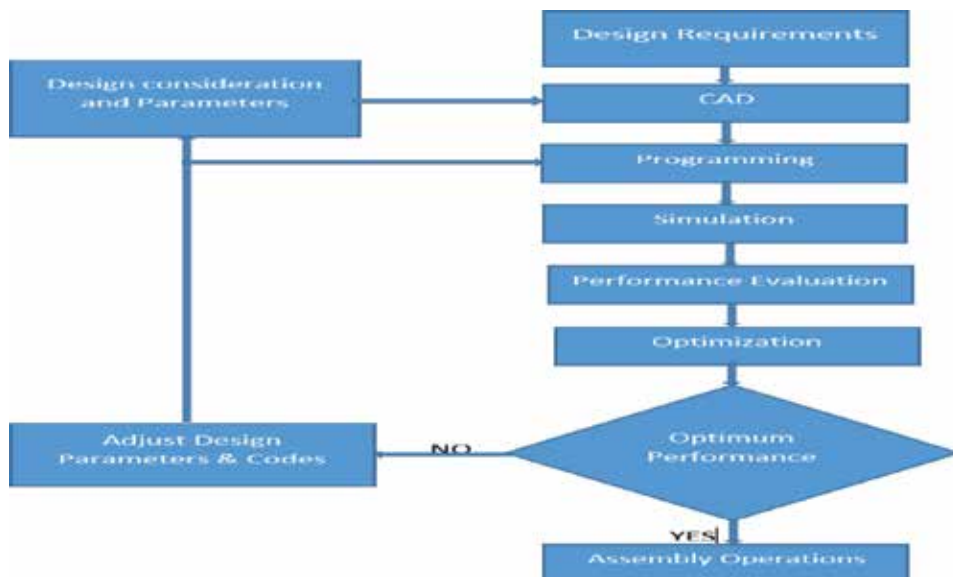 Design Requirements
Design consideration
and Parameters
CAD
Programming
Simulation
Performance Evaluation
Optimization
Optimum
Performance
NO
Adjust Design
Parameters & Codes
YES
Assembly Operations